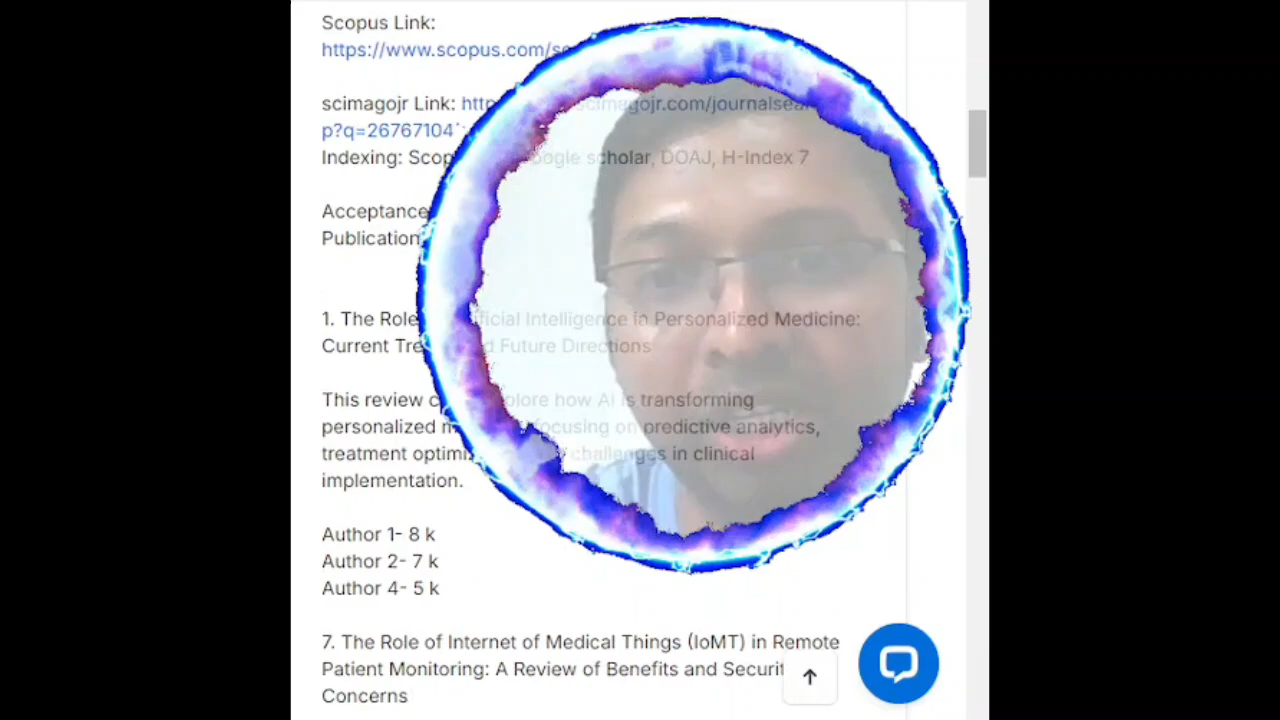 Scopus Link:
https://www.scopus.com/so
scimagojr Link: http scimagojr.com/journalsear
p?q=26767104
Indexing: Scop google scholar, DOAJ, H-Index 7
Acceptance
Publication
1. The Role ificial Intelligence in Personalized Medicine:
Current Tre d Future Directions
This review c plore how Ai is transforming
personalized m focusing on predictive analytics,
treatment optimi challenges in clinical
implementation.
Author 1- 8 k
Author 2- 7 k
Author 4- 5 k
7. The Role of Internet of Medical Things (IoMT) in Remote
Patient Monitoring: A Review of Benefits and Securit
Concerns